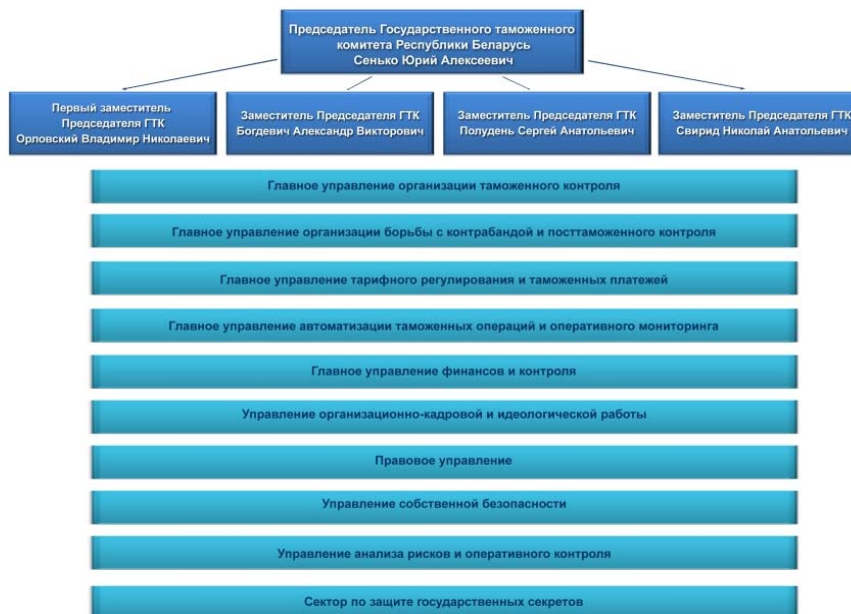 Председатель Государственного таможенного
комитета Республики Беларусь
Сенько Юрий Алексеевич
Первый заместитель
Председателя ГТК
Орловский Владимир Николаевич
Заместитель Председателя ГТК
Богдевич Александр Викторович
Заместитель Председателя ГТК
Полудень Сергей Анатольевич
Заместитель Председателя ГТК
Свирид Николай Анатольевич
Главное управление организации таможенного контроля
Главное управление организации борьбы с контрабандой и посттаможенного контроля
Главное управление тарифного регулирования и таможенных платежей
Главное управление автоматизации таможенных операций и оперативного мониторинга
Главное управление финансов и контроля
Управление организационно-кадровой и идеологической работы
Правовое управление
Управление собственной безопасности
Управление анализа рисков и оперативного контроля
Сектор по защите государственных секретов